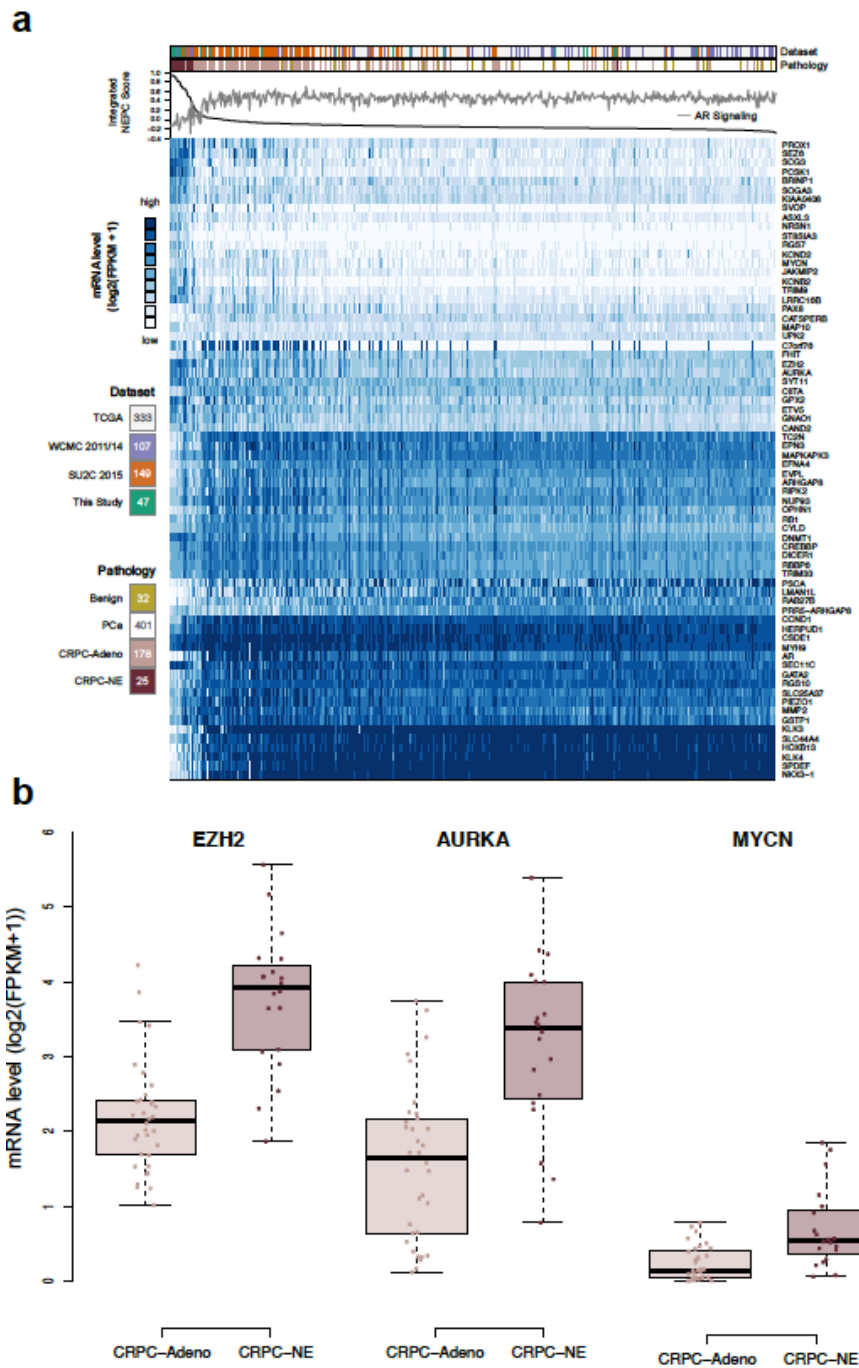 a
Dataset
Pathology
Integrated
NEPC Score
1.0
0.8
0.6
0.4
0.2
0.0
−0.2
−0.4
AR Signaling
high
mRNA level
(log2(FPKM + 1))
low
PROX1
SEZ6
SCG3
PCSK1
BRINP1
SOGA3
KIAA0408
SVOP
ASXL3
NRSN1
ST8SIA3
RGS7
KCND2
MYCN
JAKMIP2
KCNB2
TRIM9
LRRC16B
PAX8
CATSPERB
MAP10
UPK2
C7orf76
FHIT
EZH2
AURKA
SYT11
CIITA
GPX2
ETV5
GNAO1
CAND2
TC2N
EPN3
MAPKAPK3
EFNA4
EVPL
ARHGAP8
RIPK2
NUP93
OPHN1
RB1
CYLD
DNMT1
CREBBP
DICER1
RBBP6
TRIM33
PSCA
LMAN1L
RAB27B
PRR5−ARHGAP8
CCND1
HERPUD1
CSDE1
MYH9
AR
SEC11C
GATA2
RGS10
SLC25A37
PIEZO1
MMP2
GSTP1
KLK3
SLC44A4
HOXB13
KLK4
SPDEF
NKX3−1
Dataset
TCGA 333
WCMC 2011/14 107
SU2C 2015 149
This Study 47
Pathology
Benign 32
PCa 401
CRPC−Adeno 178
CRPC−NE 25
b
EZH2 AURKA MYCN
mRNA level (log2(FPKM+1))
6
5
4
3
2
1
0
CRPC−Adeno CRPC−NE CRPC−Adeno CRPC−NE CRPC−Adeno CRPC−NE